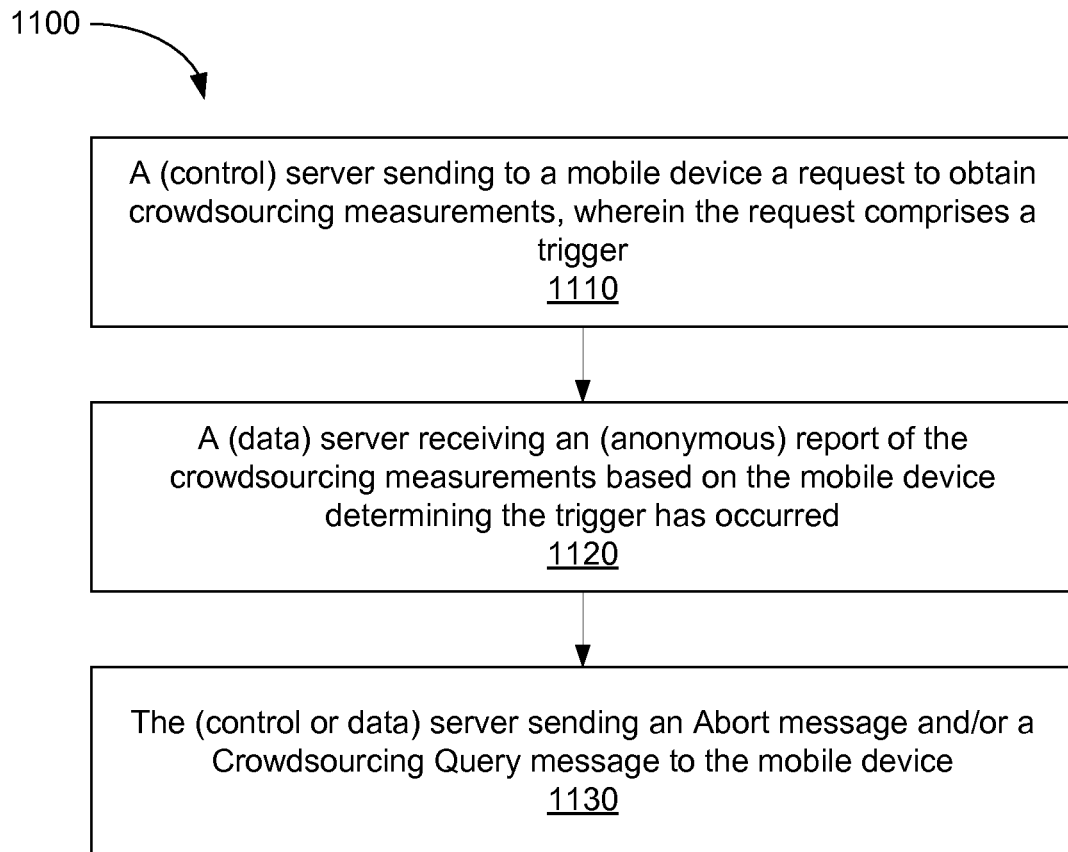 1100
A (control) server sending to a mobile device a request to obtain
crowdsourcing measurements, wherein the request comprises a
trigger
1110
A (data) server receiving an (anonymous) report of the
crowdsourcing measurements based on the mobile device
determining the trigger has occurred
1120
The (control or data) server sending an Abort message and/or a
Crowdsourcing Query message to the mobile device
1130